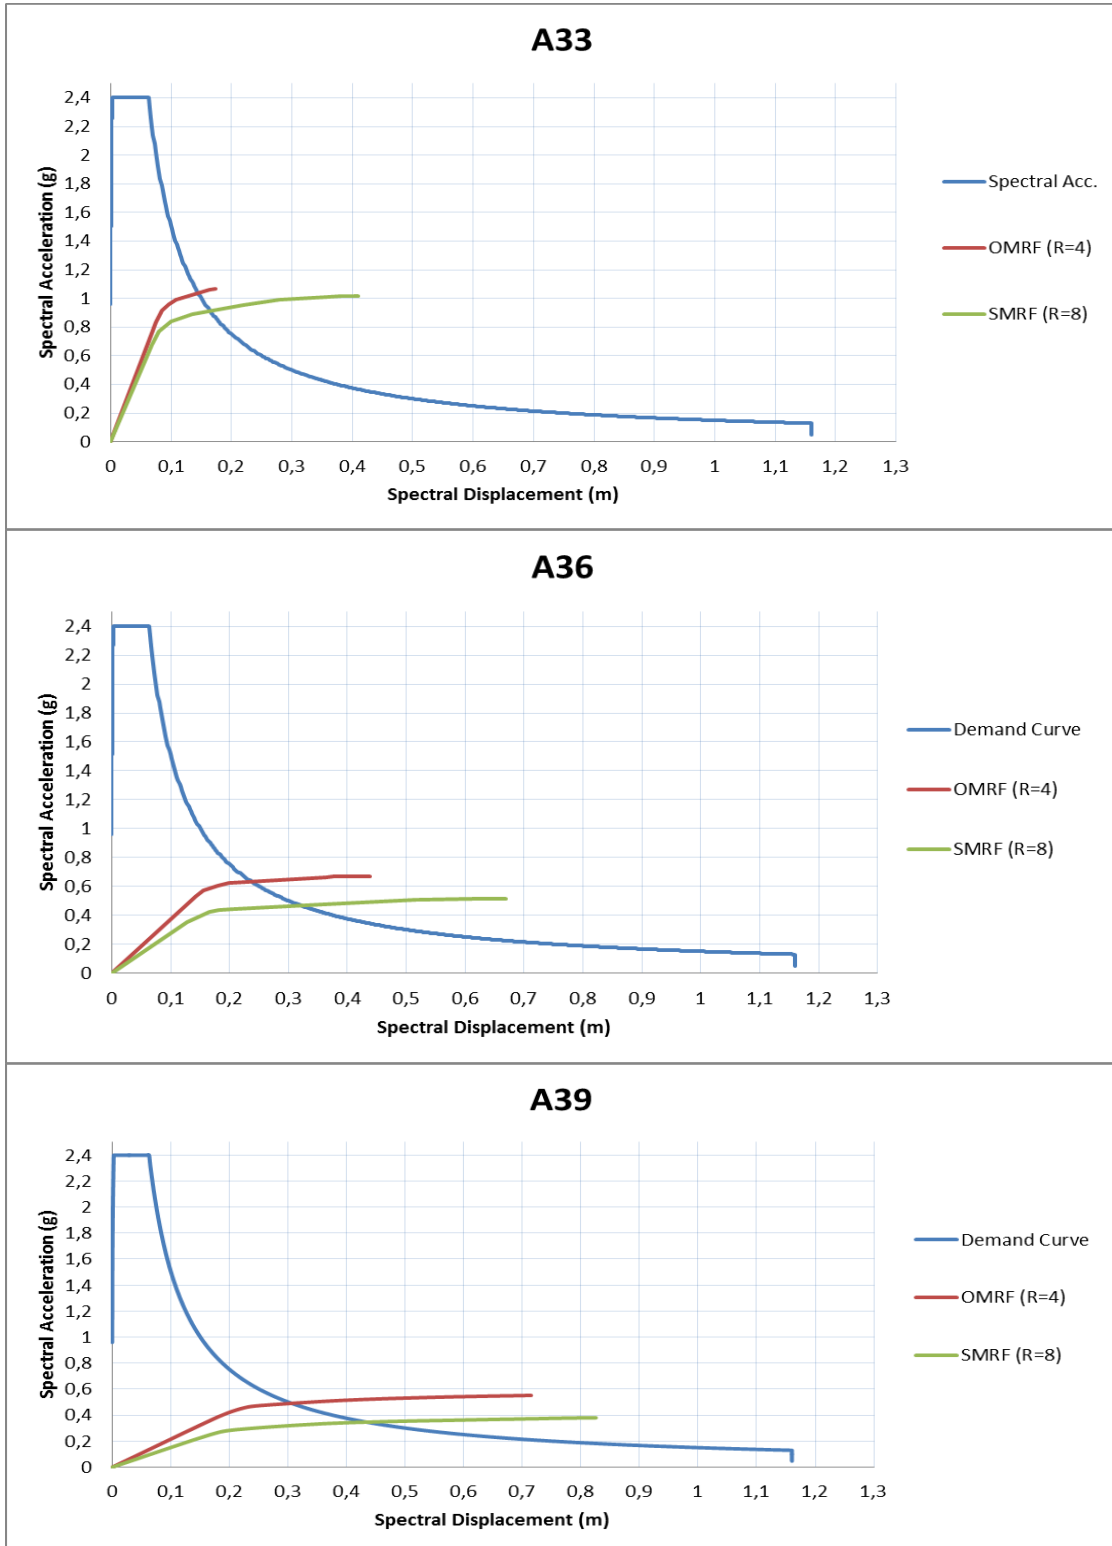 A33
Spectral Acceleration (g)
2,4
2,2
2
1,8
1,6
1,4
1,2
1
0,8
0,6
0,4
0,2
0
0 0,1 0,2 0,3 0,4 0,5 0,6 0,7 0,8 0,9 1 1,1 1,2 1,3
Spectral Displacement (m)
Spectral Acc.
OMRF (R=4)
SMRF (R=8)
A36
Spectral Acceleration (g)
2,4
2,2
2
1,8
1,6
1,4
1,2
1
0,8
0,6
0,4
0,2
0
0 0,1 0,2 0,3 0,4 0,5 0,6 0,7 0,8 0,9 1 1,1 1,2 1,3
Spectral Displacement (m)
Demand Curve
OMRF (R=4)
SMRF (R=8)
A39
Spectral Acceleration (g)
2,4
2,2
2
1,8
1,6
1,4
1,2
1
0,8
0,6
0,4
0,2
0
0 0,1 0,2 0,3 0,4 0,5 0,6 0,7 0,8 0,9 1 1,1 1,2 1,3
Spectral Displacement (m)
Demand Curve
OMRF (R=4)
SMRF (R=8)